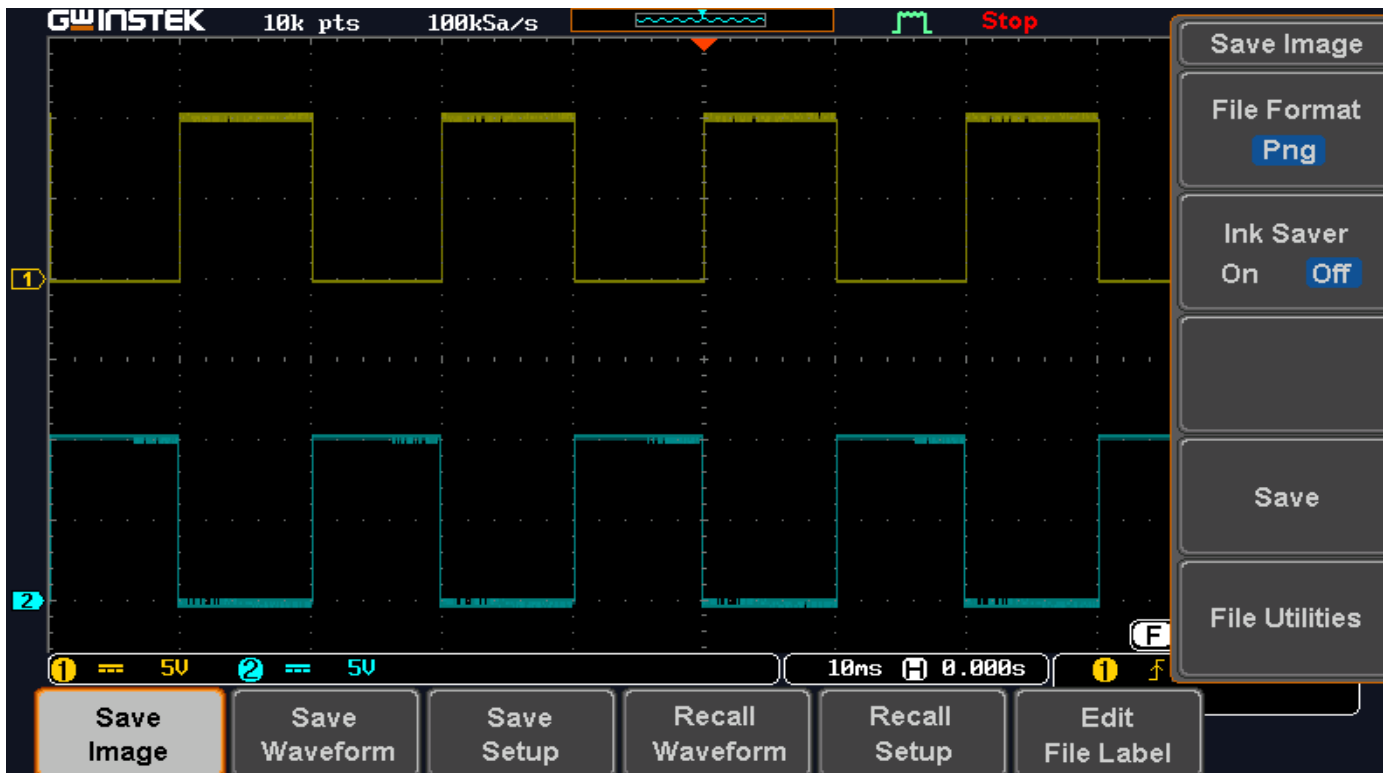 GWINSTEK 10k pts 100kSa/s Stop
Save Image
File Format
Png
Ink Saver
On Off
Save
File Utilities
1
2
F
1 5V 2 5V 10ms H 0.000s 1
Save Image
Save Waveform
Save Setup
Recall Waveform
Recall Setup
Edit File Label